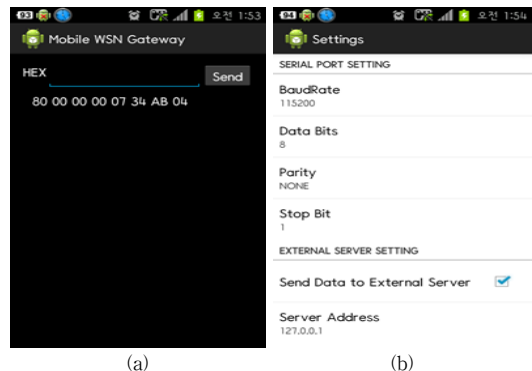 93 오전 1:53
Mobile WSN Gateway
HEX
Send
80 00 00 00 07 34 AB 04
(a)
94 오전 1:54
Settings
SERIAL PORT SETTING
BaudRate
115200
Data Bits
8
Parity
NONE
Stop Bit
1
EXTERNAL SERVER SETTING
Send Data to External Server
Server Address
127.0.0.1
(b)